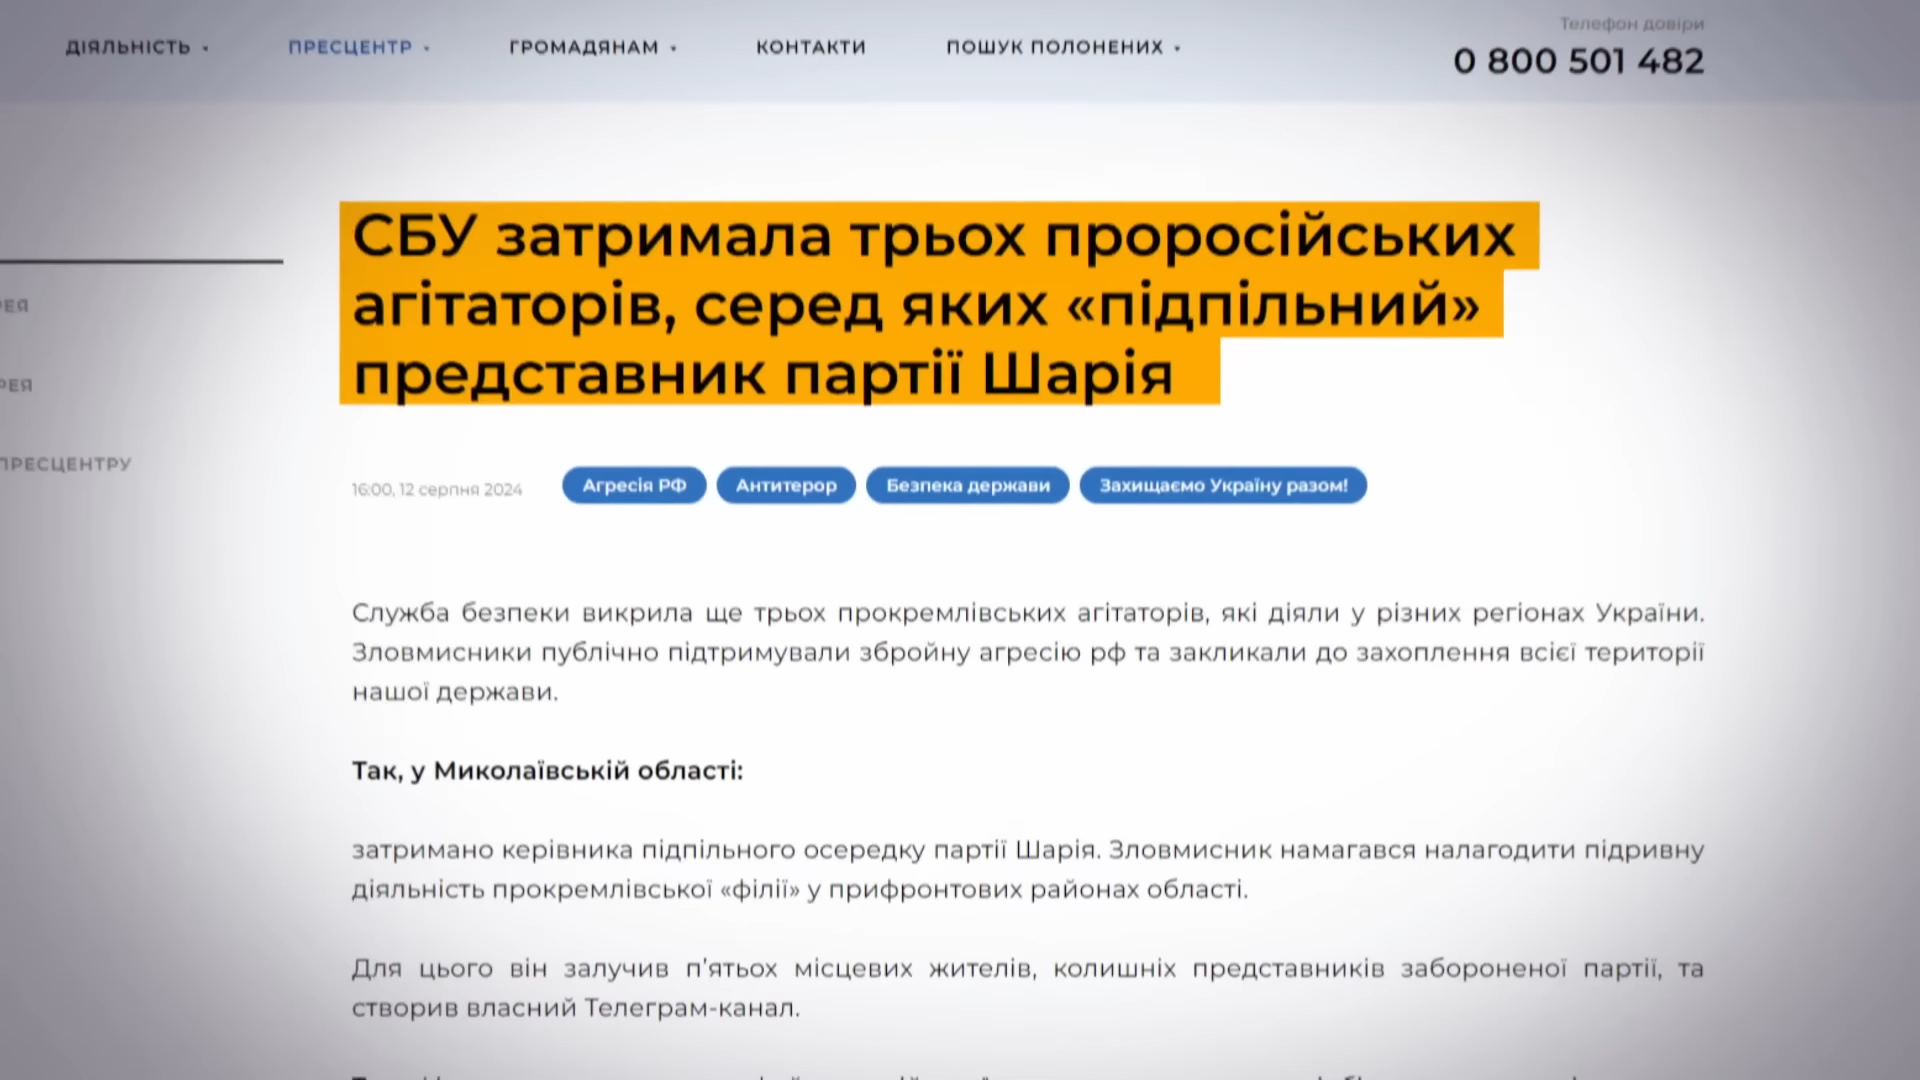 ДІЯЛЬНІСТЬ ПРЕСЦЕНТР ГРОМАДЯНАМ КОНТАКТИ ПОШУК ПОЛОНЕНИХ
Телефон довіри
0 800 501 482
СБУ затримала трьох проросійських
агітаторів, серед яких «підпільний»
представник партії Шарія
РЕЯ
РЕЯ
ПРЕСЦЕНТРУ
16:00, 12 серпня 2024 Агресія РФ Антитерор Безпека держави Захищаємо Україну разом!
Служба безпеки викрила ще трьох прокремлівських агітаторів, які діяли у різних регіонах України.
Зловмисники публічно підтримували збройну агресію рф та закликали до захоплення всієї території
нашої держави.
Так, у Миколаївській області:
затримано керівника підпільного осередку партії Шарія. Зловмисник намагався налагодити підривну
діяльність прокремлівської «філії» у прифронтових районах області.
Для цього він залучив п'ятьох місцевих жителів, колишніх представників забороненої партії, та
створив власний Телеграм-канал.